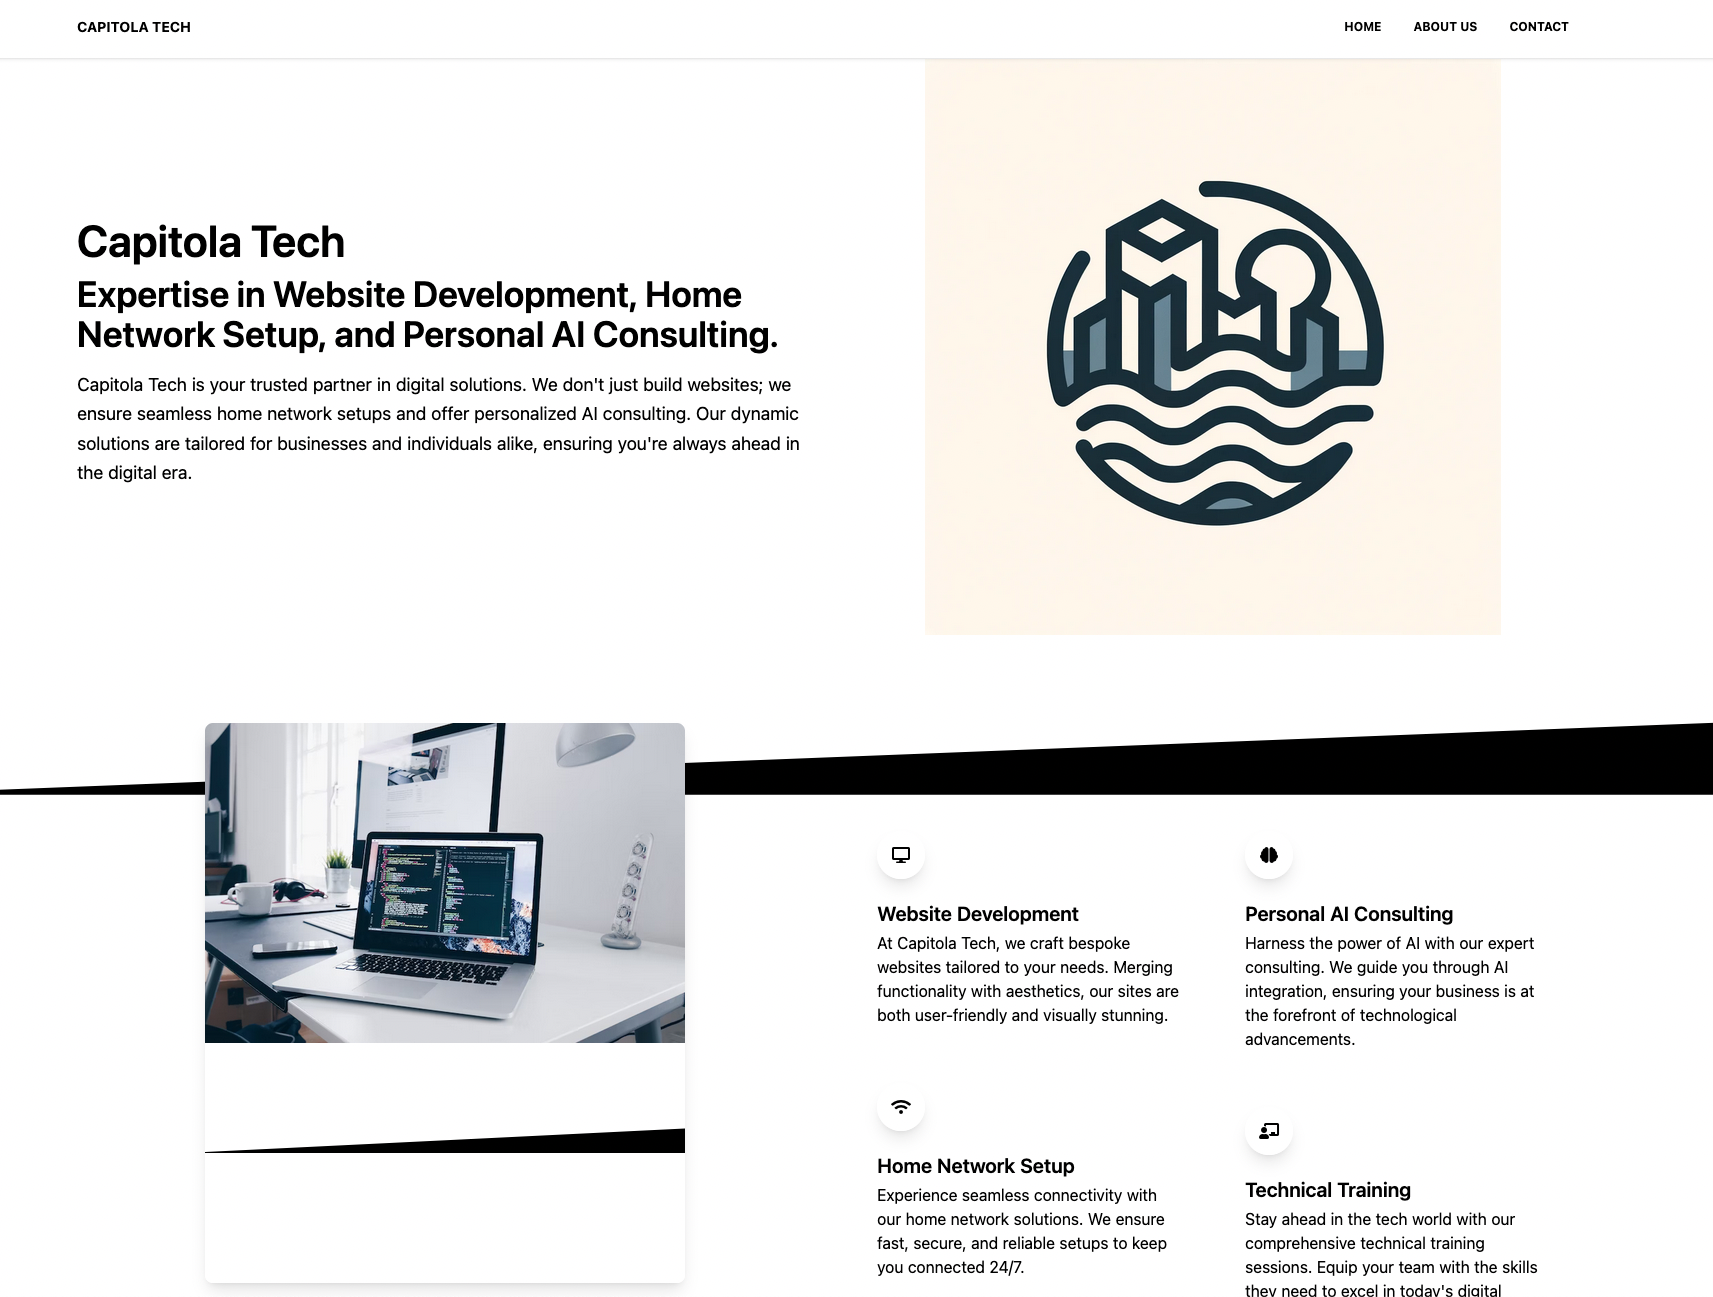 CAPITOLA TECH
HOME
ABOUT US
CONTACT
Capitola Tech
Expertise in Website Development, Home
Network Setup, and Personal AI Consulting.
Capitola Tech is your trusted partner in digital solutions. We don't just build websites; we
ensure seamless home network setups and offer personalized AI consulting. Our dynamic
solutions are tailored for businesses and individuals alike, ensuring you're always ahead in
the digital era.
Website Development
At Capitola Tech, we craft bespoke
websites tailored to your needs. Merging
functionality with aesthetics, our sites are
both user-friendly and visually stunning.
Personal AI Consulting
Harness the power of AI with our expert
consulting. We guide you through AI
integration, ensuring your business is at
the forefront of technological
advancements.
Home Network Setup
Experience seamless connectivity with
our home network solutions. We ensure
fast, secure, and reliable setups to keep
you connected 24/7.
Technical Training
Stay ahead in the tech world with our
comprehensive technical training
sessions. Equip your team with the skills
they need to excel in today's digital